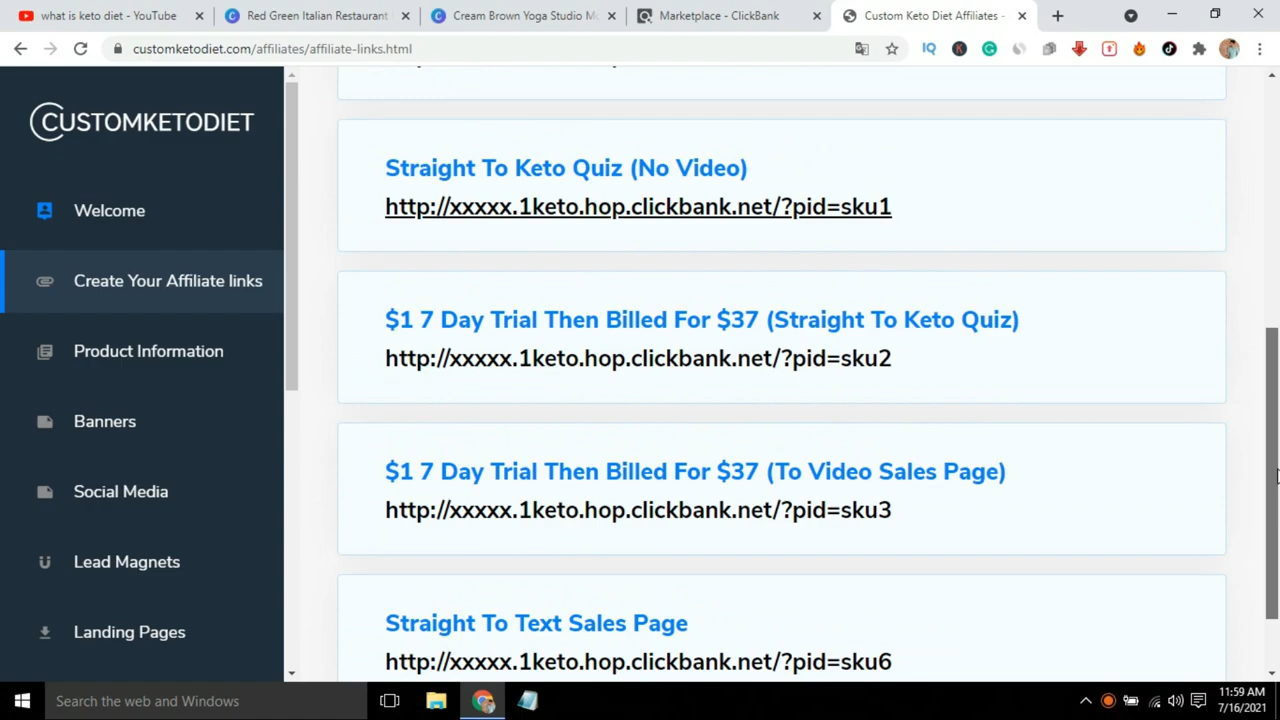 what is keto diet - YouTube
Red Green Italian Restaurant
Cream Brown Yoga Studio M
Marketplace - ClickBank
Custom Keto Diet Affiliates -
customketodiet.com/affiliates/affiliate-links.html
CUSTOMKETODIET
Welcome
Create Your Affiliate links
Product Information
Banners
Social Media
Lead Magnets
Landing Pages
Straight To Keto Quiz (No Video)
http://xxxxx.1keto.hop.clickbank.net/?pid=sku1
$1 7 Day Trial Then Billed For $37 (Straight To Keto Quiz)
http://xxxxx.1keto.hop.clickbank.net/?pid=sku2
$1 7 Day Trial Then Billed For $37 (To Video Sales Page)
http://xxxxx.1keto.hop.clickbank.net/?pid=sku3
Straight To Text Sales Page
http://xxxxx.1keto.hop.clickbank.net/?pid=sku6
Search the web and Windows
11:59 AM
7/16/2021